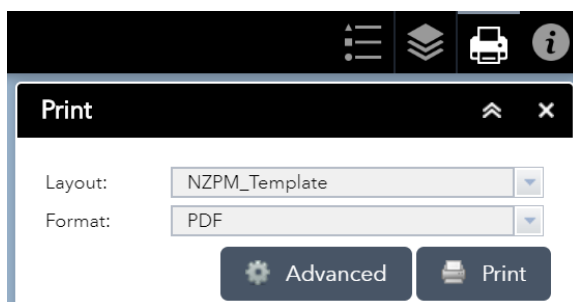 Print
Layout: NZPM_Template
Format: PDF
Advanced Print